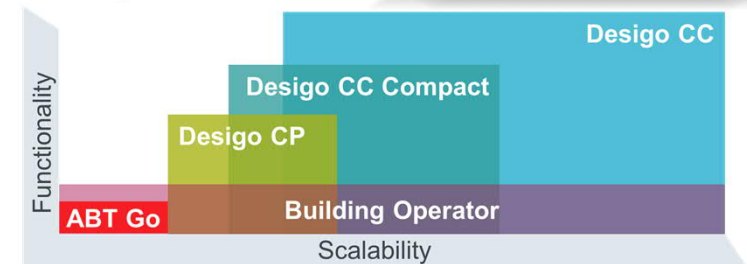 Desigo CC
Desigo CC Compact
Desigo CP
ABT Go
Building Operator
Functionality
Scalability